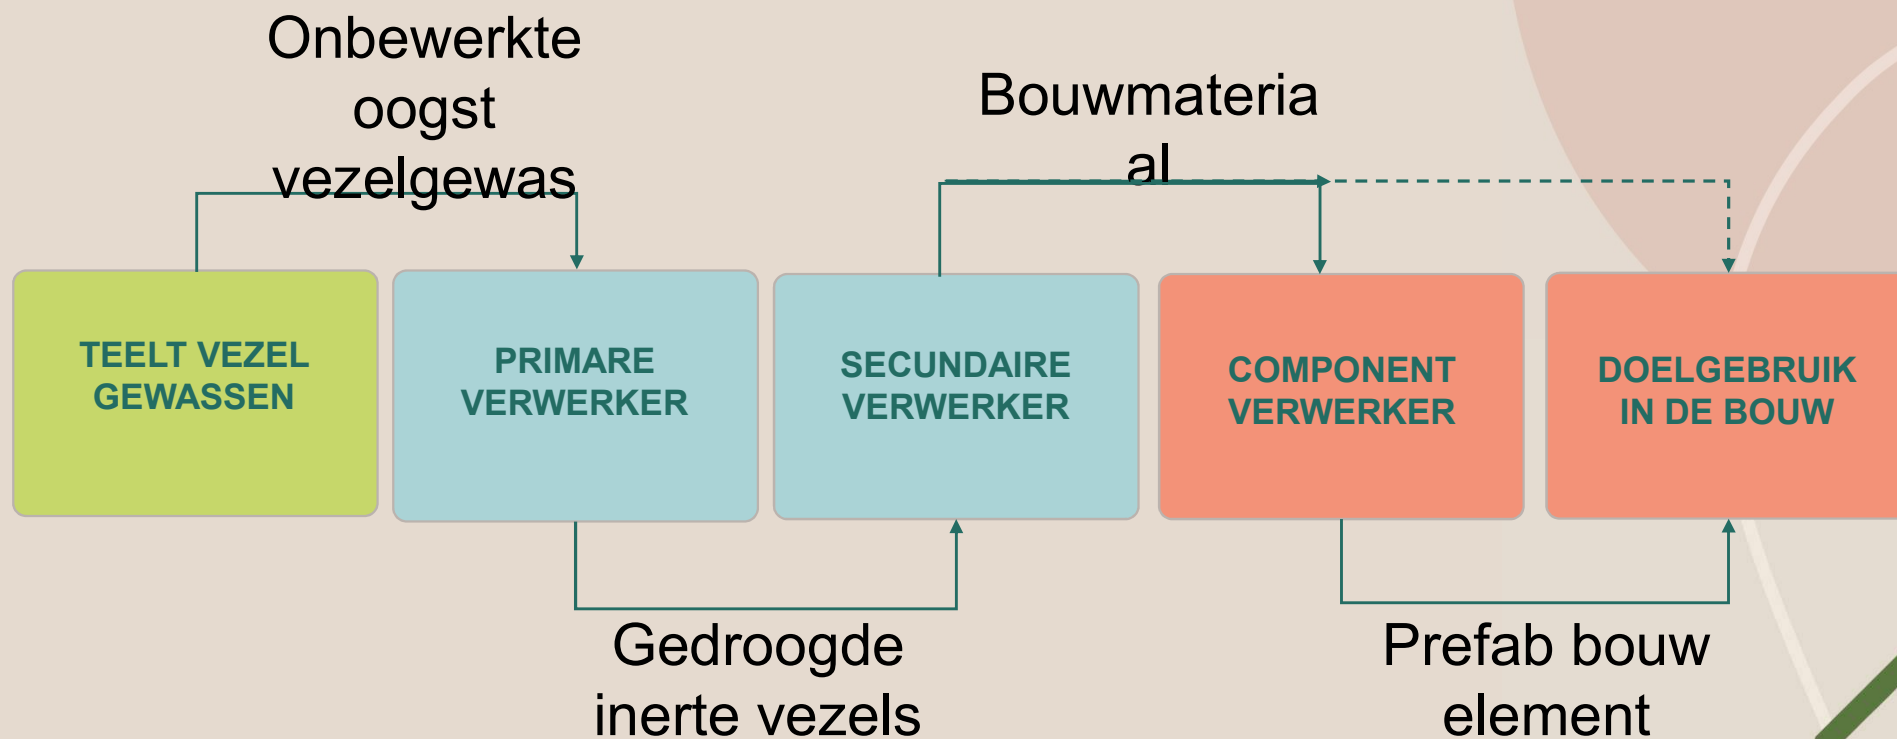 Onbewerkte
oogst
vezelgewas
Bouwmateria
al
TEELT VEZEL
GEWASSEN
PRIMARE
VERWERKER
SECUNDAIRE
VERWERKER
COMPONENT
VERWERKER
DOELGEBRUIK
IN DE BOUW
Gedroogde
inerte vezels
Prefab bouw
element